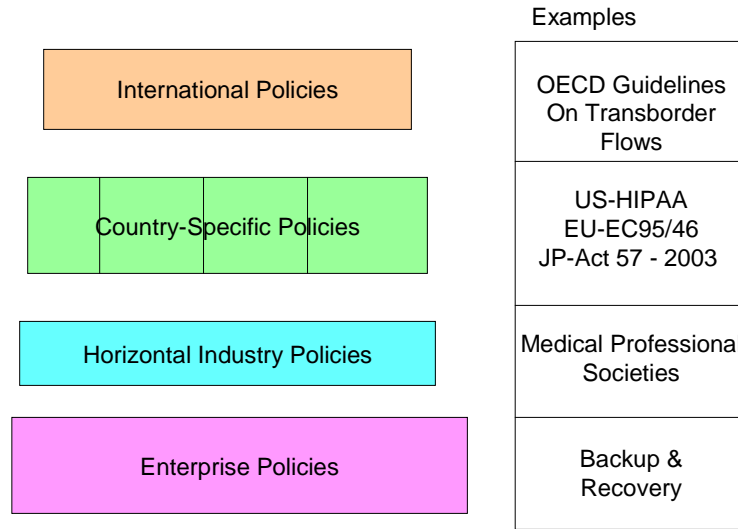 Examples
International Policies
OECD Guidelines
On Transborder
Flows
Country-Specific Policies
US-HIPAA
EU-EC95/46
JP-Act 57 - 2003
Horizontal Industry Policies
Medical Professional
Societies
Enterprise Policies
Backup &
Recovery